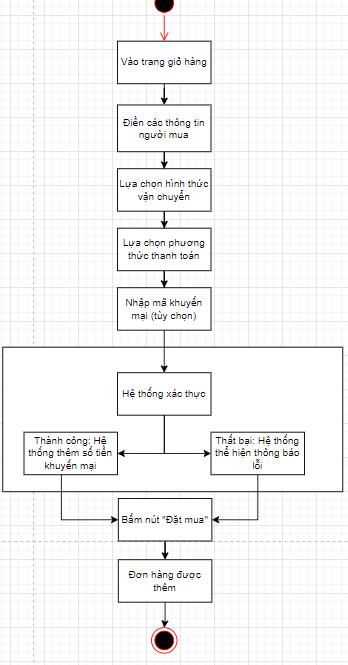 Vào trang giỏ hàng
Điền các thông tin
người mua
Lựa chọn hình thức
vận chuyển
Lựa chọn phương
thức thanh toán
Nhập mã khuyến
mại (tùy chọn)
Hệ thống xác thực
Thành công: Hệ
thống thêm số tiền
khuyến mại
Thất bại: Hệ thống
thể hiện thông báo
lỗi
Bấm nút "Đặt mua"
Đơn hàng được
thêm